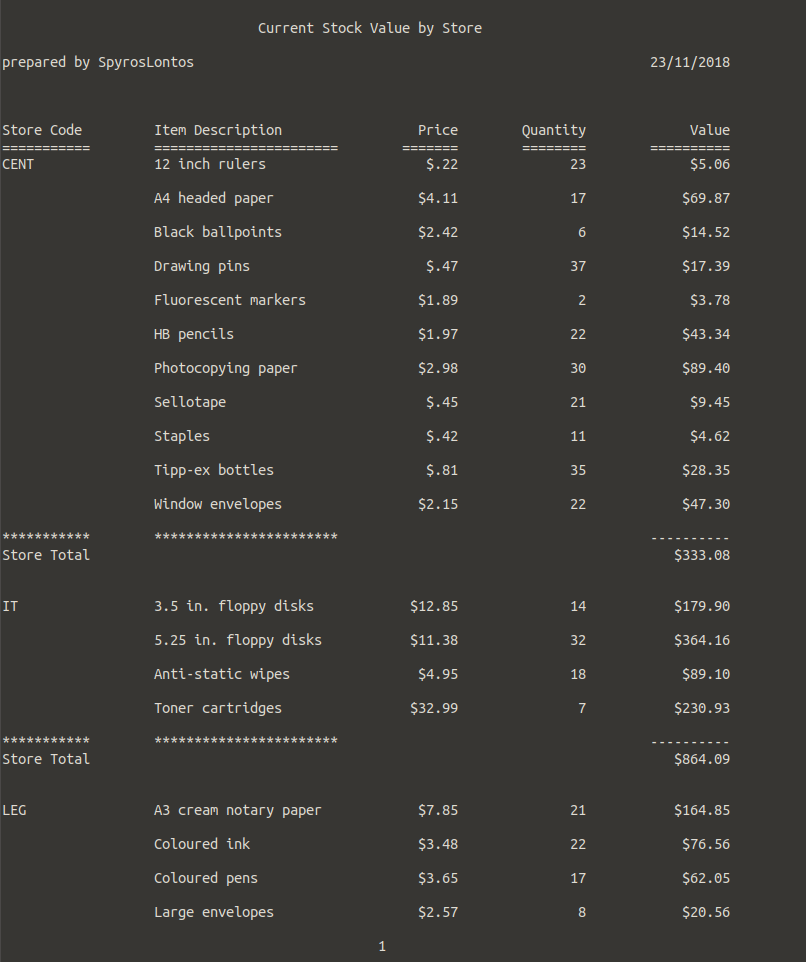 Current Stock Value by Store
prepared by SpyrosLontos 23/11/2018
Store Code Item Description Price Quantity Value
=========== ======================= ======= ======== ==========
CENT 12 inch rulers $.22 23 $5.06
A4 headed paper $4.11 17 $69.87
Black ballpoints $2.42 6 $14.52
Drawing pins $.47 37 $17.39
Fluorescent markers $1.89 2 $3.78
HB pencils $1.97 22 $43.34
Photocopying paper $2.98 30 $89.40
Sellotape $.45 21 $9.45
Staples $.42 11 $4.62
Tipp-ex bottles $.81 35 $28.35
Window envelopes $2.15 22 $47.30
*********** *********************** ----------
Store Total $333.08
IT 3.5 in. floppy disks $12.85 14 $179.90
5.25 in. floppy disks $11.38 32 $364.16
Anti-static wipes $4.95 18 $89.10
Toner cartridges $32.99 7 $230.93
*********** *********************** ----------
Store Total $864.09
LEG A3 cream notary paper $7.85 21 $164.85
Coloured ink $3.48 22 $76.56
Coloured pens $3.65 17 $62.05
Large envelopes $2.57 8 $20.56
1